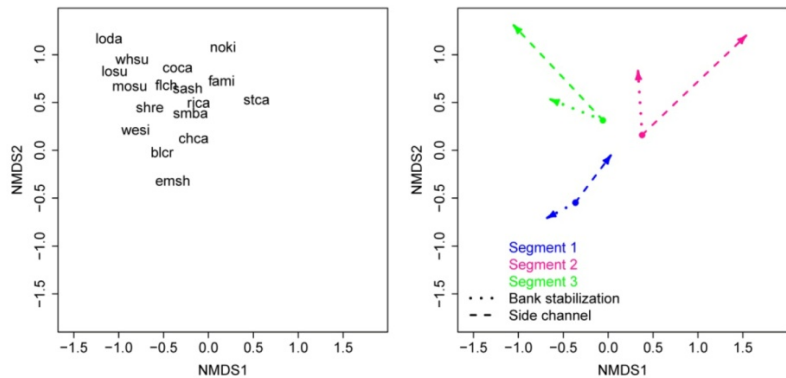 loda
noki
whsu
coca
losu
fami
mosu
flch
sash
stca
rica
shre
smba
wesi
chca
blcr
emsh
NMDS2
1.0
0.5
0.0
−0.5
−1.0
−1.5
−1.5 −1.0 −0.5 0.0 0.5 1.0 1.5
NMDS1
NMDS2
1.0
0.5
0.0
−0.5
−1.0
−1.5
Segment 1
Segment 2
Segment 3
Bank stabilization
Side channel
−1.5 −1.0 −0.5 0.0 0.5 1.0 1.5
NMDS1